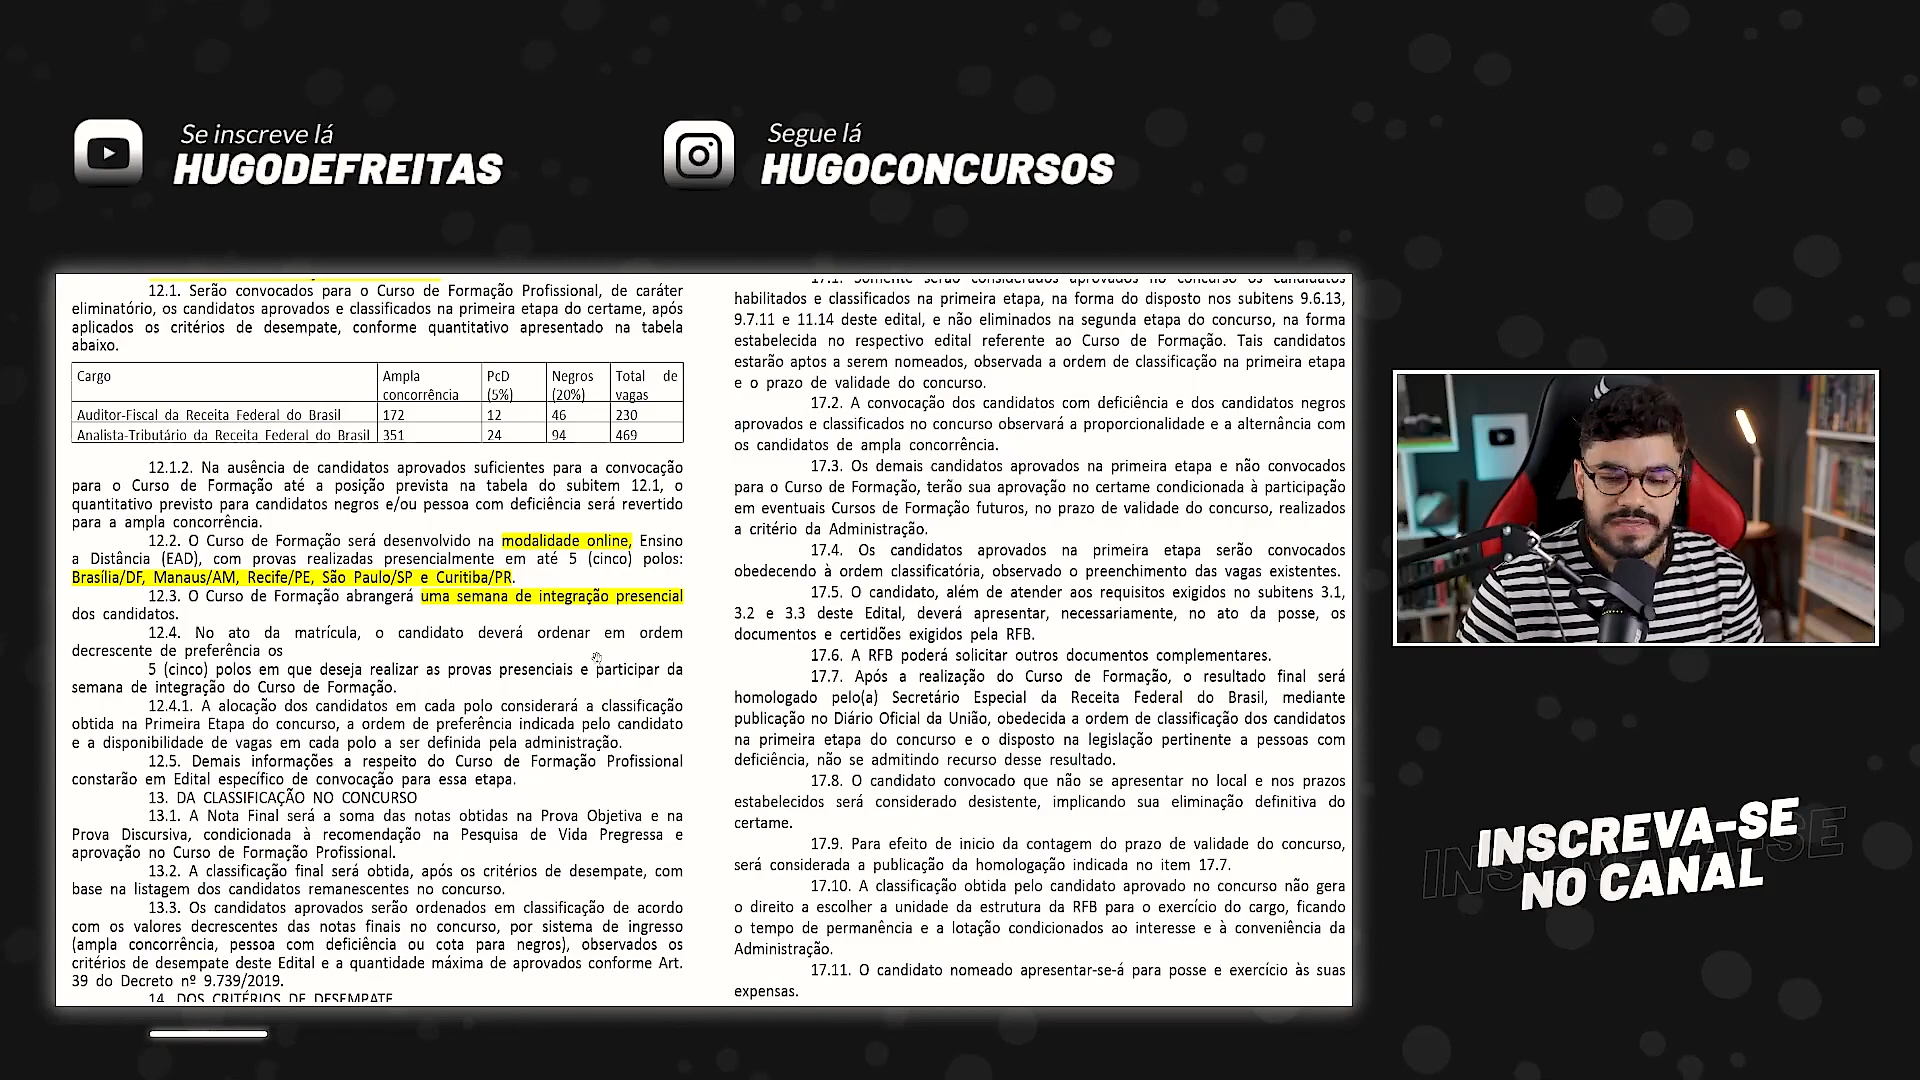 Se inscreve lá
HUGODEFREITAS
Segue lá
HUGOCONCURSOS
12.1. Serão convocados para o Curso de Formação Profissional, de caráter
eliminatório, os candidatos aprovados e classificados na primeira etapa do certame, após
aplicados os critérios de desempate, conforme quantitativo apresentado na tabela
abaixo.
Cargo Ampla concorrência PcD (5%) Negros (20%) Total de vagas
Auditor-Fiscal da Receita Federal do Brasil 172 12 46 230
Analista-Tributário da Receita Federal do Brasil 351 24 94 469
12.1.2. Na ausência de candidatos aprovados suficientes para a convocação
para o Curso de Formação até a posição prevista na tabela do subitem 12.1, o
quantitativo previsto para candidatos negros e/ou pessoa com deficiência será revertido
para a ampla concorrência.
12.2. O Curso de Formação será desenvolvido na modalidade online, Ensino
a Distância (EAD), com provas realizadas presencialmente em até 5 (cinco) polos:
Brasília/DF, Manaus/AM, Recife/PE, São Paulo/SP e Curitiba/PR.
12.3. O Curso de Formação abrangerá uma semana de integração presencial
dos candidatos.
12.4. No ato da matrícula, o candidato deverá ordenar em ordem
decrescente de preferência os
5 (cinco) polos em que deseja realizar as provas presenciais e participar da
semana de integração do Curso de Formação.
12.4.1. A alocação dos candidatos em cada polo considerará a classificação
obtida na Primeira Etapa do concurso, a ordem de preferência indicada pelo candidato
e a disponibilidade de vagas em cada polo a ser definida pela administração.
12.5. Demais informações a respeito do Curso de Formação Profissional
constarão em Edital específico de convocação para essa etapa.
13. DA CLASSIFICAÇÃO NO CONCURSO
13.1. A Nota Final será a soma das notas obtidas na Prova Objetiva e na
Prova Discursiva, condicionada à recomendação na Pesquisa de Vida Pregressa e
aprovação no Curso de Formação Profissional.
13.2. A classificação final será obtida, após os critérios de desempate, com
base na listagem dos candidatos remanescentes no concurso.
13.3. Os candidatos aprovados serão ordenados em classificação de acordo
com os valores decrescentes das notas finais no concurso, por sistema de ingresso
(ampla concorrência, pessoa com deficiência ou cota para negros), observados os
critérios de desempate deste Edital e a quantidade máxima de aprovados conforme Art.
39 do Decreto nº 9.739/2019.
14. DOS CRITÉRIOS DE DESEMPATE
17.1. Somente serão considerados aprovados no concurso os candidatos
habilitados e classificados na primeira etapa, na forma do disposto nos subitens 9.6.13,
9.7.11 e 11.14 deste edital, e não eliminados na segunda etapa do concurso, na forma
estabelecida no respectivo edital referente ao Curso de Formação. Tais candidatos
estarão aptos a serem nomeados, observada a ordem de classificação na primeira etapa
e o prazo de validade do concurso.
17.2. A convocação dos candidatos com deficiência e dos candidatos negros
aprovados e classificados no concurso observará a proporcionalidade e a alternância com
os candidatos de ampla concorrência.
17.3. Os demais candidatos aprovados na primeira etapa e não convocados
para o Curso de Formação, terão sua aprovação no certame condicionada à participação
em eventuais Cursos de Formação futuros, no prazo de validade do concurso, realizados
a critério da Administração.
17.4. Os candidatos aprovados na primeira etapa serão convocados
obedecendo à ordem classificatória, observado o preenchimento das vagas existentes.
17.5. O candidato, além de atender aos requisitos exigidos no subitens 3.1,
3.2 e 3.3 deste Edital, deverá apresentar, necessariamente, no ato da posse, os
documentos e certidões exigidos pela RFB.
17.6. A RFB poderá solicitar outros documentos complementares.
17.7. Após a realização do Curso de Formação, o resultado final será
homologado pelo(a) Secretário Especial da Receita Federal do Brasil, mediante
publicação no Diário Oficial da União, obedecida a ordem de classificação dos candidatos
na primeira etapa do concurso e o disposto na legislação pertinente a pessoas com
deficiência, não se admitindo recurso desse resultado.
17.8. O candidato convocado que não se apresentar no local e nos prazos
estabelecidos será considerado desistente, implicando sua eliminação definitiva do
certame.
17.9. Para efeito de inicio da contagem do prazo de validade do concurso,
será considerada a publicação da homologação indicada no item 17.7.
17.10. A classificação obtida pelo candidato aprovado no concurso não gera
o direito a escolher a unidade da estrutura da RFB para o exercício do cargo, ficando
o tempo de permanência e a lotação condicionados ao interesse e à conveniência da
Administração.
17.11. O candidato nomeado apresentar-se-á para posse e exercício às suas
expensas.
INSCREVA-SE
NO CANAL